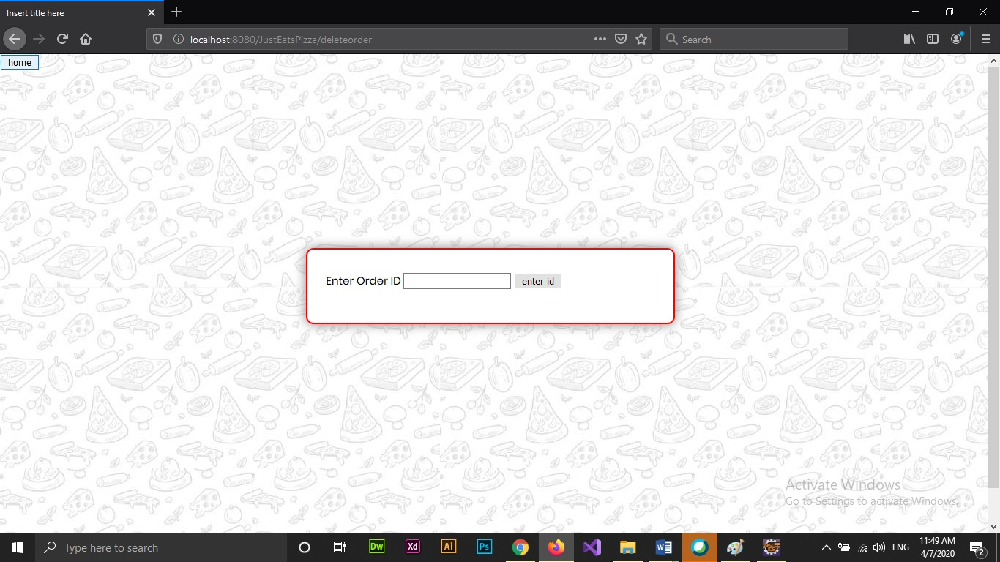 Insert title here
localhost:8080/JustEatsPizza/deleteorder
Search
home
Enter Order ID
enter id
Activate Windows
Go to Settings to activate Windows.
Type here to search
Dw
Xd
Ai
Ps
ENG
11:49 AM
4/7/2020
2